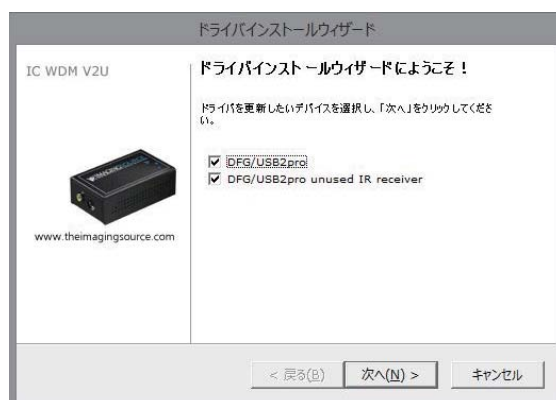 ドライバインストールウィザード
IC WDM V2U
ドライバインストールウィザードにようこそ！
ドライバを更新したいデバイスを選択し、「次へ」をクリックしてくださ
い。
DFG/USB2pro
DFG/USB2pro unused IR receiver
www.theimagingsource.com
< 戻る(B)
次へ(N) >
キャンセル